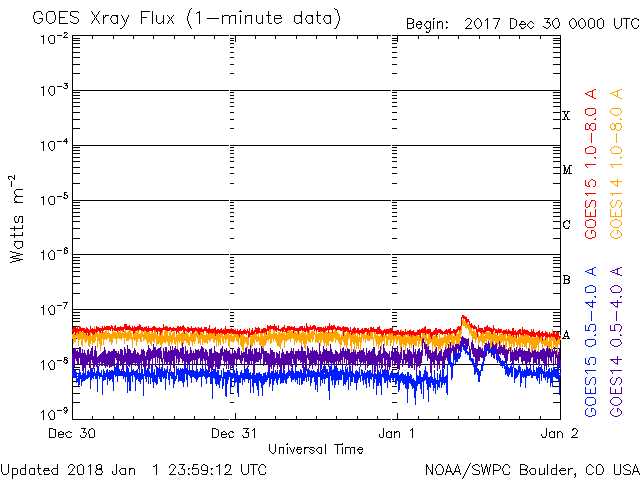 GOES Xray Flux (1-minute data)
Begin: 2017 Dec 30 0000 UTC
Watts m-2
10-2
10-3
10-4
10-5
10-6
10-7
10-8
10-9
X
M
C
B
A
GOES15 1.0-8.0 A
GOES14 1.0-8.0 A
GOES15 0.5-4.0 A
GOES14 0.5-4.0 A
Dec 30
Dec 31
Jan 1
Jan 2
Universal Time
Updated 2018 Jan 1 23:59:12 UTC
NOAA/SWPC Boulder, CO USA